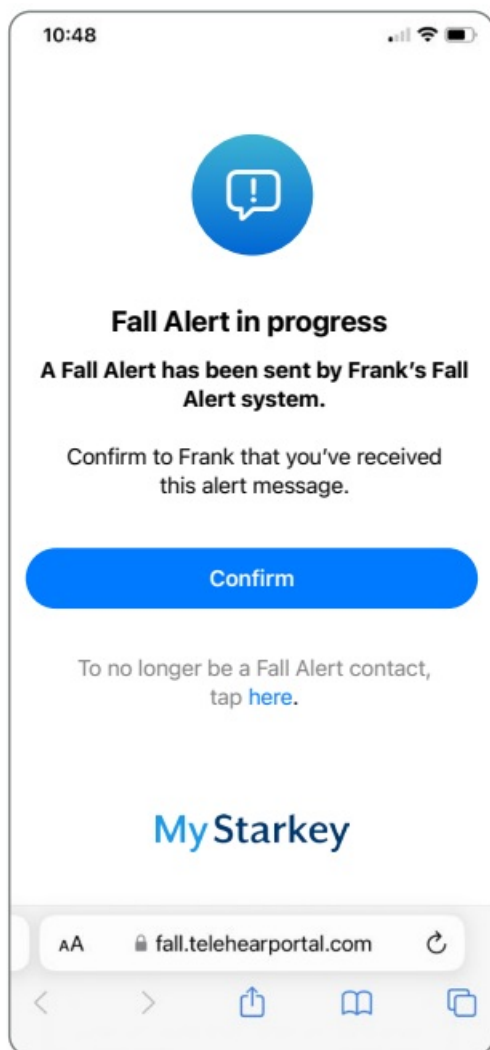 10:48
Fall Alert in progress
A Fall Alert has been sent by Frank's Fall
Alert system.
Confirm to Frank that you've received
this alert message.
Confirm
To no longer be a Fall Alert contact,
tap here.
My Starkey
AA fall.telehearportal.com